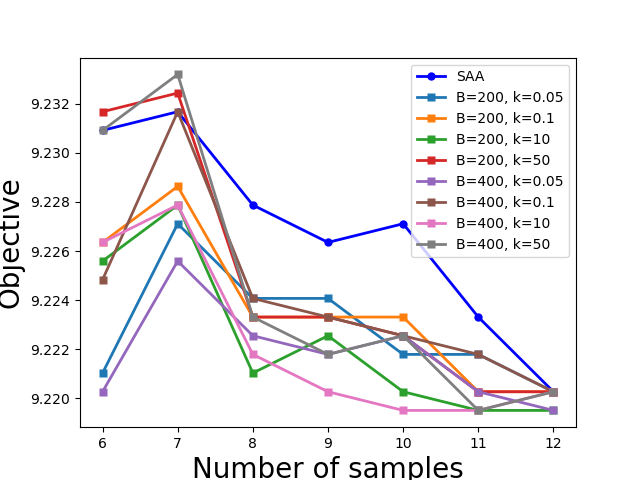 9.232
9.230
9.228
9.226
9.224
9.222
9.220
Objective
6 7 8 9 10 11 12
Number of samples
SAA
B=200, k=0.05
B=200, k=0.1
B=200, k=10
B=200, k=50
B=400, k=0.05
B=400, k=0.1
B=400, k=10
B=400, k=50